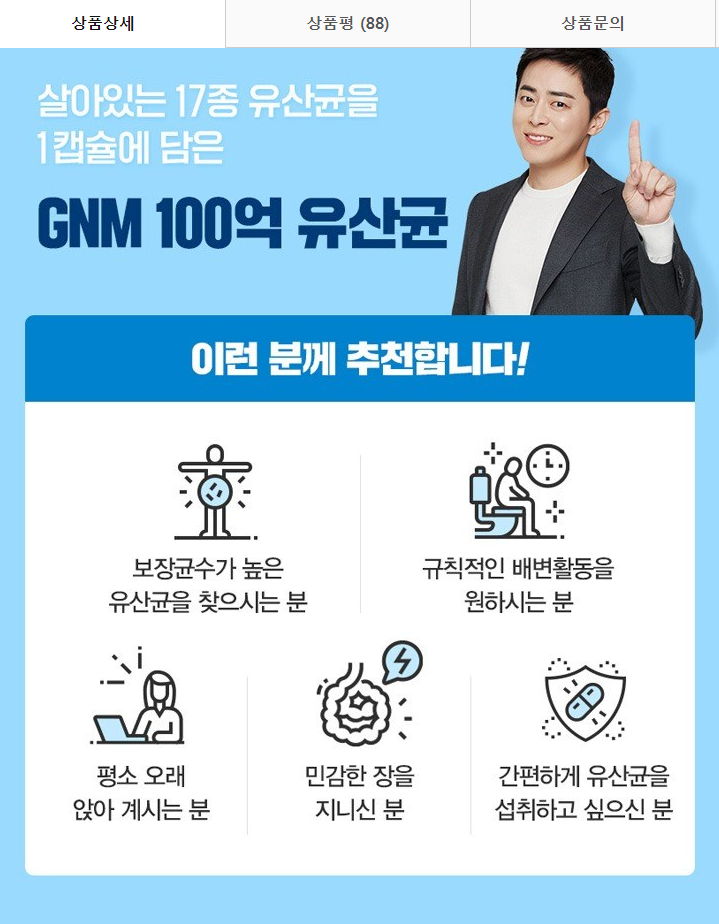 상품상세
상품평 (88)
상품문의
살아있는 17종 유산균을
1캡슐에 담은
GNM 100억 유산균
이런 분께 추천합니다!
보장균수가 높은
유산균을 찾으시는 분
규칙적인 배변활동을
원하시는 분
평소 오래
앉아 계시는 분
민감한 장을
지니신 분
간편하게 유산균을
섭취하고 싶으신 분